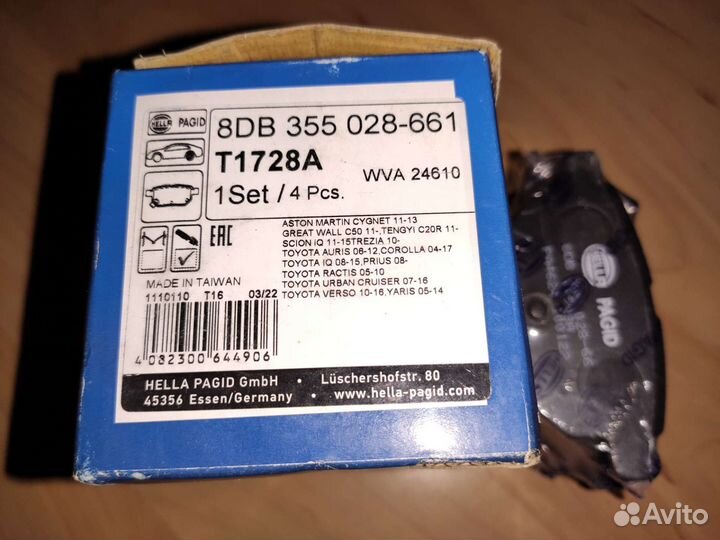 HELLA PAGID
8DB 355 028-661
T1728A
WVA 24610
1Set / 4 Pcs.
EAC
ASTON MARTIN CYGNET 11-13
GREAT WALL C50 11-,TENGYI C20R 11-
SCION IQ 11-15TREZIA 10-
TOYOTA AURIS 06-12,COROLLA 04-17
TOYOTA IQ 08-15,PRIUS 08-
TOYOTA RACTIS 05-10
TOYOTA URBAN CRUISER 07-16
TOYOTA VERSO 10-16,YARIS 05-14
MADE IN TAIWAN
1110110 T16 03/22
4 082300 644906
HELLA PAGID GmbH Lüschershofstr. 80
45356 Essen/Germany www.hella-pagid.com
HELLA PAGID
Avito